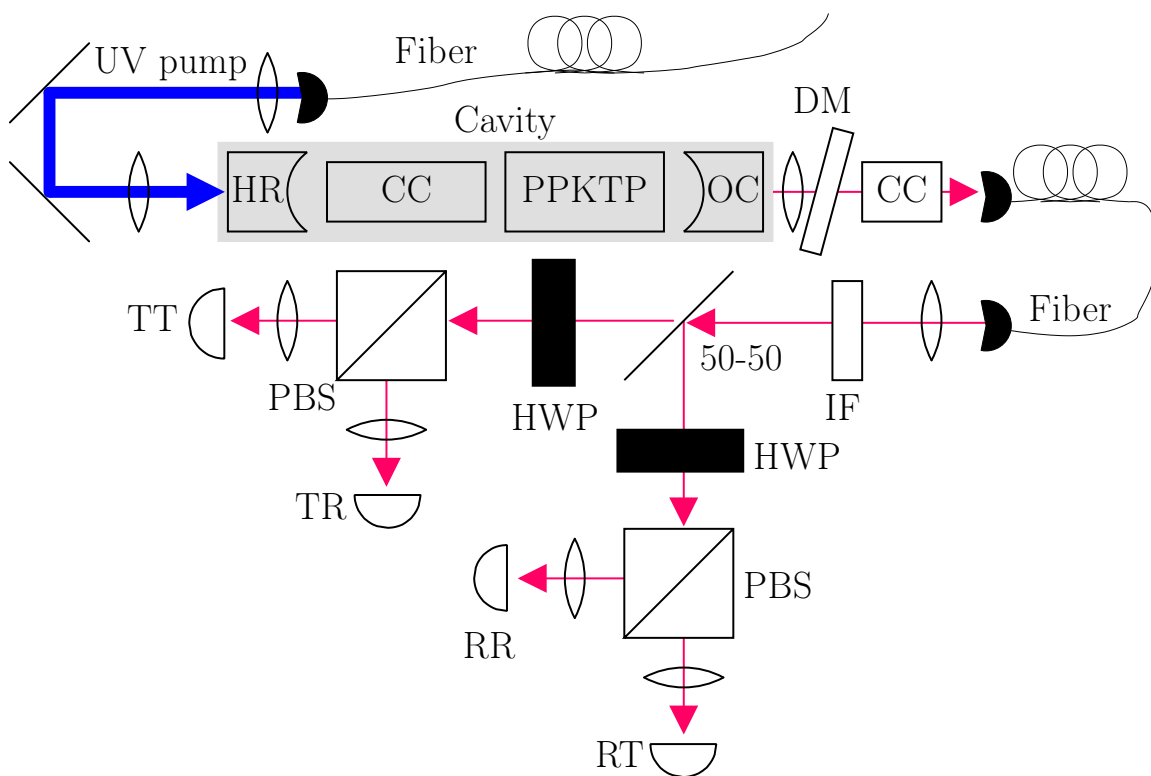 Fiber
UV pump
DM
Cavity
HR
CC
PPKTP
OC
CC
TT
50-50
Fiber
PBS
HWP
IF
HWP
TR
PBS
RR
RT